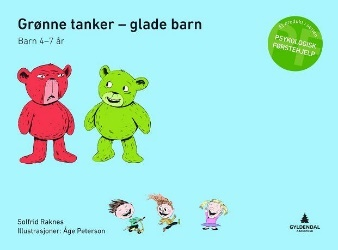 Grønne tanker – glade barn
Barn 4–7 år
PSYKOLOGISK
FØRSTEHJELP
Solfrid Raknes
Illustrasjoner: Åge Peterson
GYLDENDAL